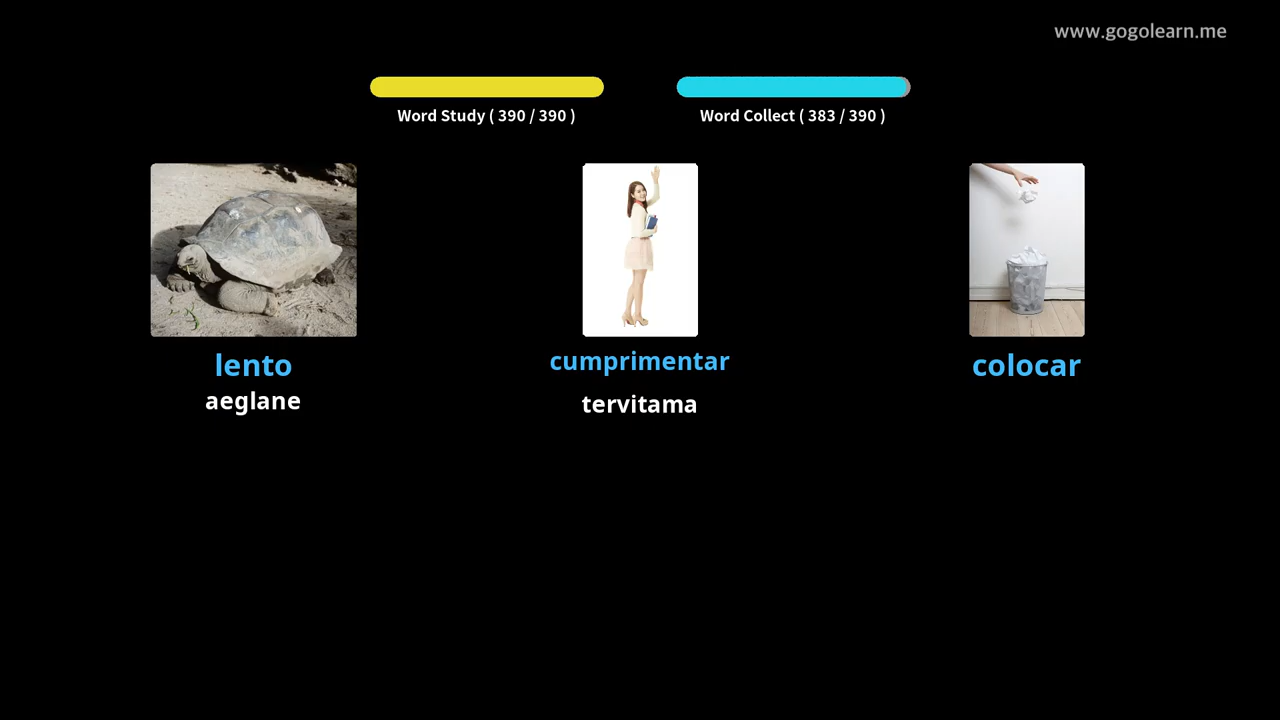 www.gogolearn.me
Word Study ( 390 / 390 )
Word Collect ( 383 / 390 )
lento
aeglane
cumprimentar
tervitama
colocar